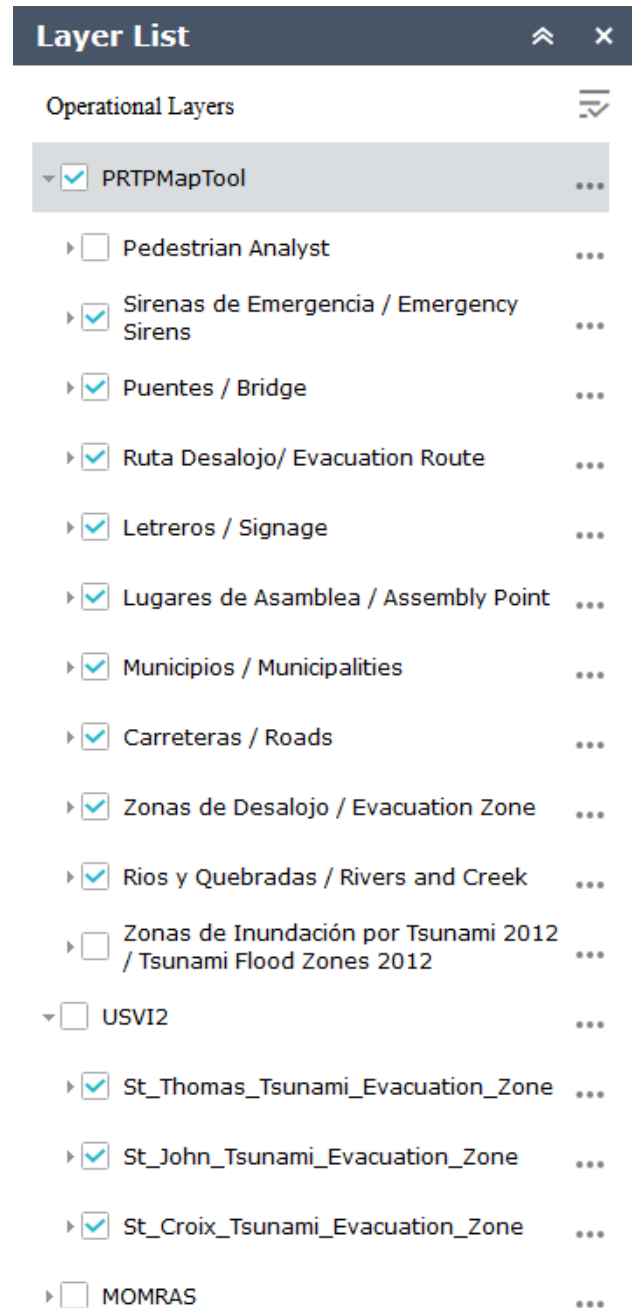 Layer List
Operational Layers
PRTPMapTool
Pedestrian Analyst
Sirenas de Emergencia / Emergency
Sirens
Puentes / Bridge
Ruta Desalojo/ Evacuation Route
Letreros / Signage
Lugares de Asamblea / Assembly Point
Municipios / Municipalities
Carreteras / Roads
Zonas de Desalojo / Evacuation Zone
Rios y Quebradas / Rivers and Creek
Zonas de Inundación por Tsunami 2012
/ Tsunami Flood Zones 2012
USVI2
St_Thomas_Tsunami_Evacuation_Zone
St_John_Tsunami_Evacuation_Zone
St_Croix_Tsunami_Evacuation_Zone
MOMRAS